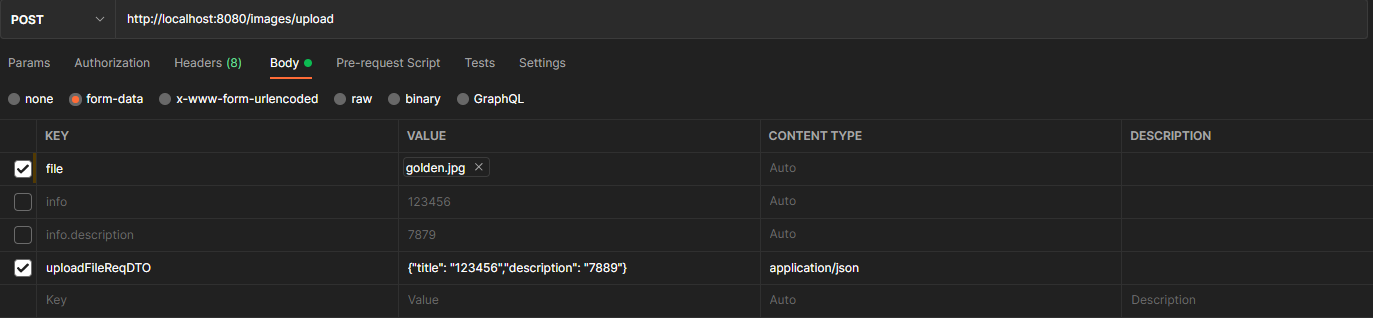 POST http://localhost:8080/images/upload
Params Authorization Headers (8) Body Pre-request Script Tests Settings
none form-data x-www-form-urlencoded raw binary GraphQL
KEY VALUE CONTENT TYPE DESCRIPTION
file golden.jpg Auto
info 123456 Auto
info.description 7879 Auto
uploadFileReqDTO {"title": "123456","description": "7889"} application/json
Key Value Auto Description